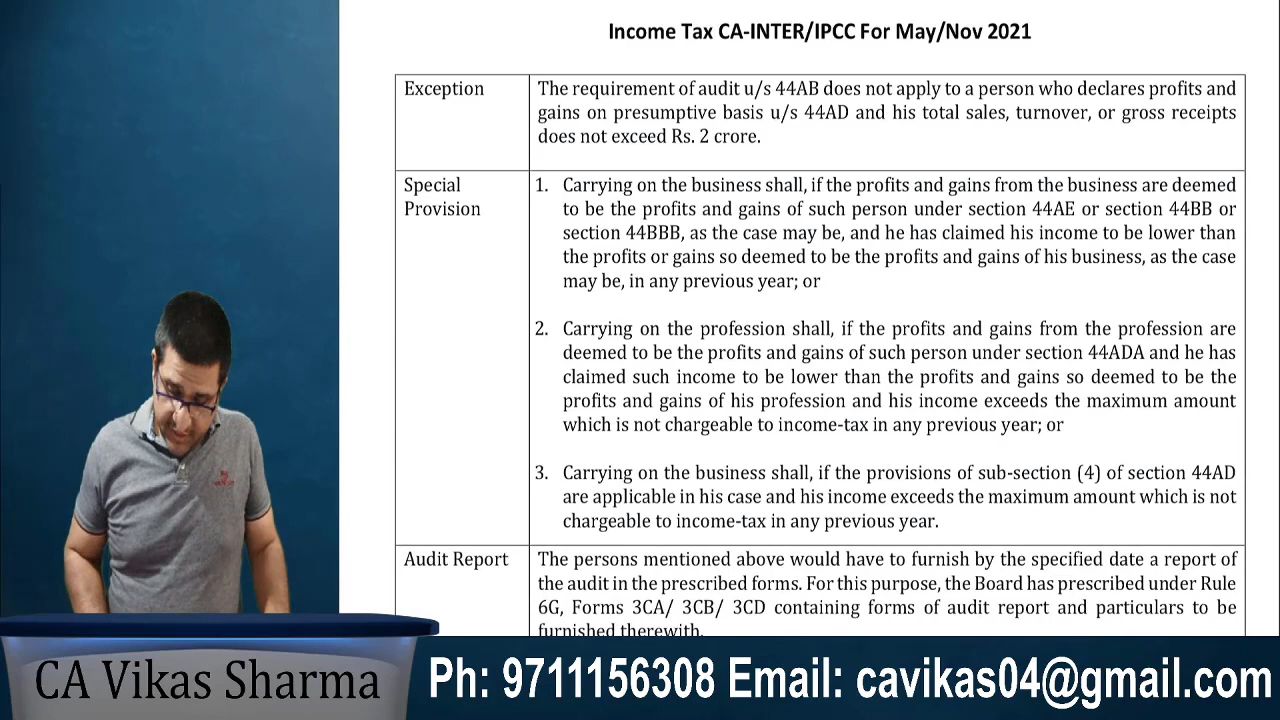 Income Tax CA-INTER/IPCC For May/Nov 2021
Exception
The requirement of audit u/s 44AB does not apply to a person who declares profits and
gains on presumptive basis u/s 44AD and his total sales, turnover, or gross receipts
does not exceed Rs. 2 crore.
Special
Provision
1. Carrying on the business shall, if the profits and gains from the business are deemed
to be the profits and gains of such person under section 44AE or section 44BB or
section 44BBB, as the case may be, and he has claimed his income to be lower than
the profits or gains so deemed to be the profits and gains of his business, as the case
may be, in any previous year; or
2. Carrying on the profession shall, if the profits and gains from the profession are
deemed to be the profits and gains of such person under section 44ADA and he has
claimed such income to be lower than the profits and gains so deemed to be the
profits and gains of his profession and his income exceeds the maximum amount
which is not chargeable to income-tax in any previous year; or
3. Carrying on the business shall, if the provisions of sub-section (4) of section 44AD
are applicable in his case and his income exceeds the maximum amount which is not
chargeable to income-tax in any previous year.
Audit Report
The persons mentioned above would have to furnish by the specified date a report of
the audit in the prescribed forms. For this purpose, the Board has prescribed under Rule
6G, Forms 3CA/ 3CB/ 3CD containing forms of audit report and particulars to be
furnished therewith.
CA Vikas Sharma
Ph: 9711156308 Email: cavikas04@gmail.com